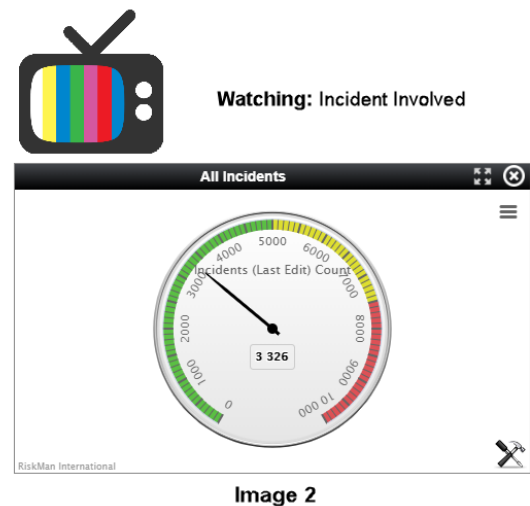 Watching: Incident Involved
All Incidents
5000
4000
6000
Incidents (Last Edit) Count
3000
7000
2000
8000
3 326
1000
9000
0
10 000
RiskMan International
Image 2